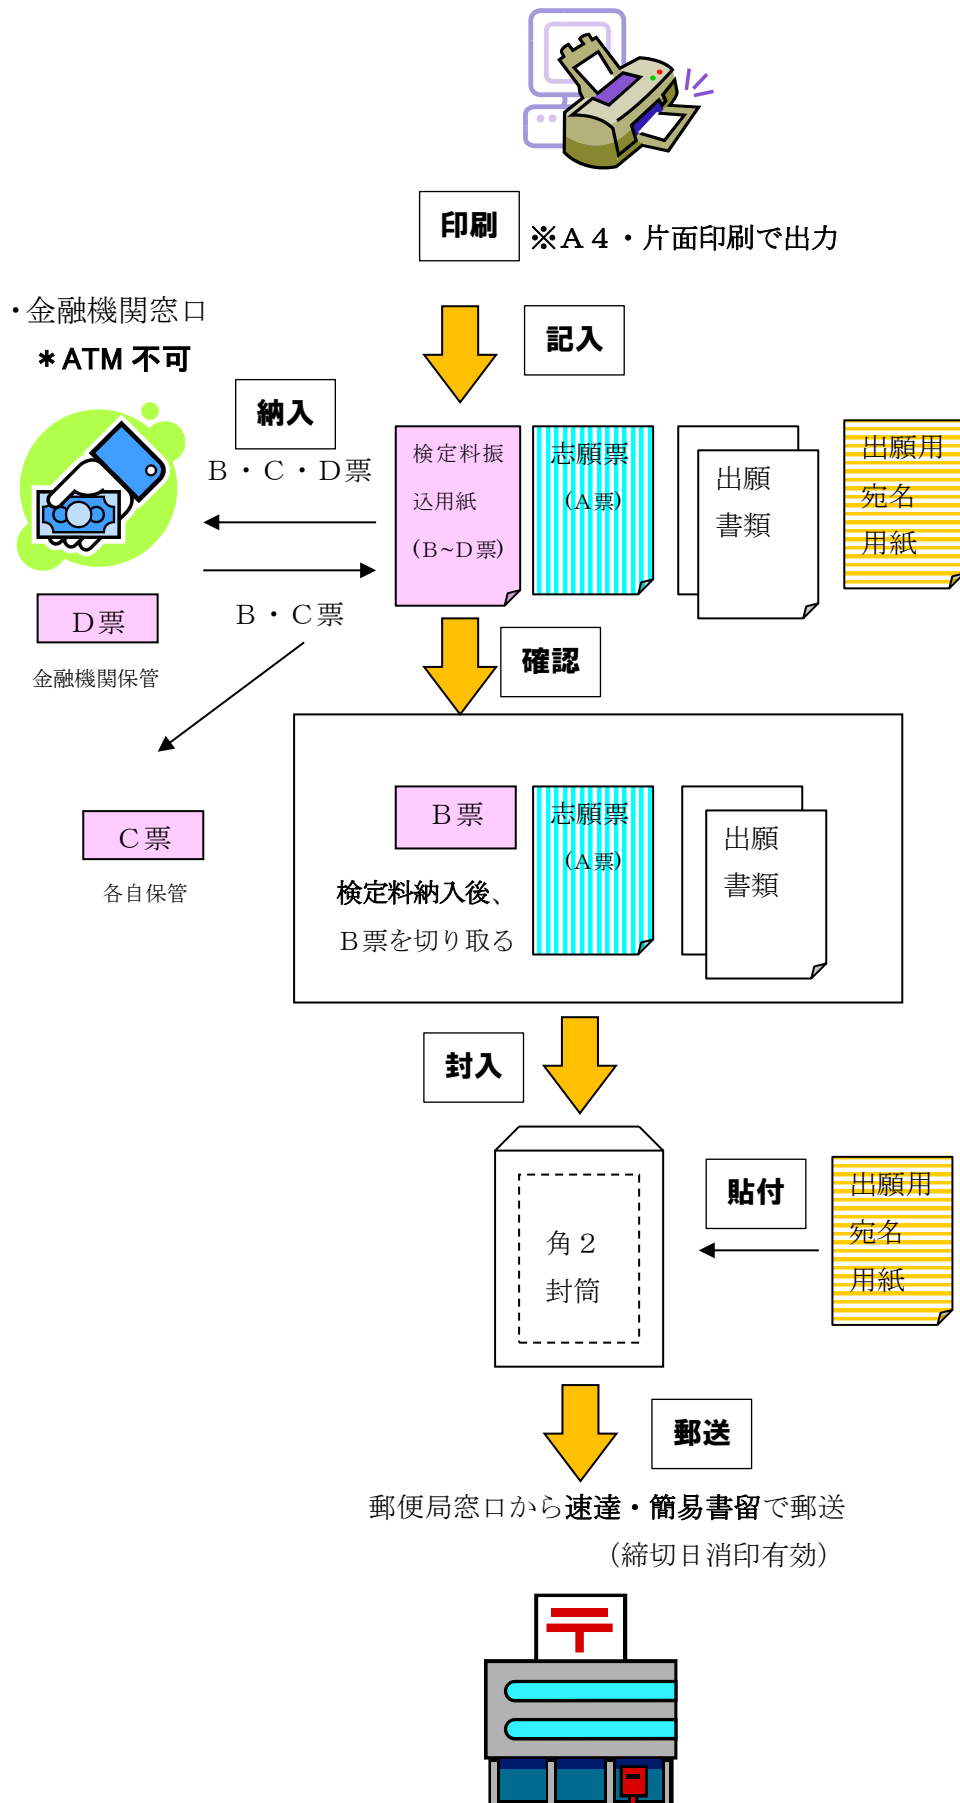 印刷
※A4・片面印刷で出力
・金融機関窓口
＊ATM 不可
記入
納入
B・C・D票
B・C票
検定料振
込用紙
(B~D票)
志願票
(A票)
出願
書類
出願用
宛名
用紙
D票
金融機関保管
確認
C票
各自保管
B票
検定料納入後、
B票を切り取る
志願票
(A票)
出願
書類
封入
角2
封筒
貼付
出願用
宛名
用紙
郵送
郵便局窓口から速達・簡易書留で郵送
（締切日消印有効）
〒